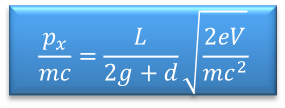 p_x/mc = L/(2g + d) √(2eV/mc²)